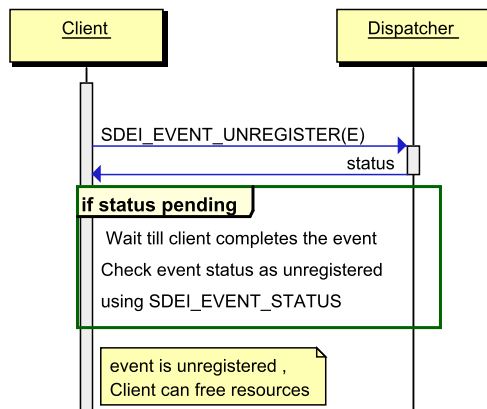 Client
Dispatcher
SDEI_EVENT_UNREGISTER(E)
status
if status pending
Wait till client completes the event
Check event status as unregistered
using SDEI_EVENT_STATUS
event is unregistered ,
Client can free resources